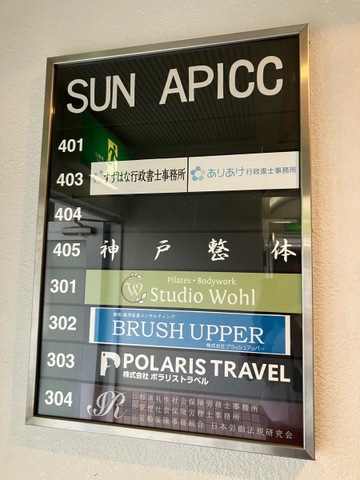 SUN APICC
401
403 すずはな行政書士事務所 ありあけ行政書士事務所
404
405 神戸整体
301 Pilates・Bodywork
Studio Wohl
302
BRUSH UPPER
株式会社ブラッシュアッパー
303 POLARIS TRAVEL
株式会社 ポラリストラベル
304
日本労働法規研究会